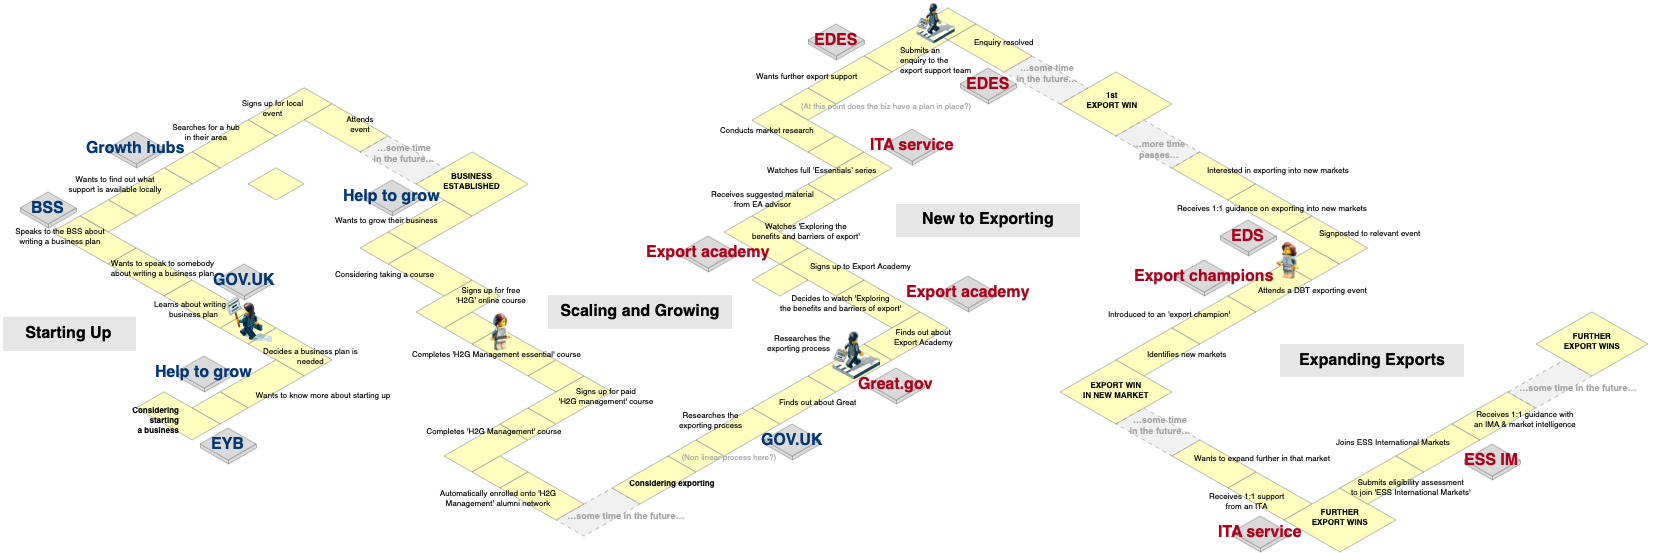 Starting Up
Considering
starting
a business
EYB
Wants to know more about starting up
Help to grow
Decides a business plan is
needed
Learns about writing
business plan
GOV.UK
Wants to speak to somebody
about writing a business plan
Speaks to the BSS about
writing a business plan
BSS
Wants to find out what
support is available locally
Growth hubs
Searches for a hub
in their area
Signs up for local
event
Attends
event
...some time
in the future...
BUSINESS
ESTABLISHED
Help to grow
Wants to grow their business
Considering taking a course
Signs up for free
'H2G' online course
Scaling and Growing
Completes 'H2G Management essential' course
Signs up for paid
'H2G management' course
Completes 'H2G Management' course
Automatically enrolled onto 'H2G
Management' alumni network
...some time in the future...
Considering exporting
(Non linear process here?)
Researches the
exporting process
GOV.UK
Finds out about Great
Great.gov
Researches the
exporting process
Finds out about
Export Academy
Decides to watch 'Exploring
the benefits and barriers of export'
Export academy
Signs up to Export Academy
Export academy
Watches 'Exploring the
benefits and barriers of export'
New to Exporting
Receives suggested material
from EA advisor
Watches full 'Essentials' series
ITA service
Conducts market research
(At this point does the biz have a plan in place?)
Wants further export support
EDES
Submits an
enquiry to the
export support team
EDES
Enquiry resolved
...some time
in the future...
1st
EXPORT WIN
...more time
passes...
Interested in exporting into new markets
Receives 1:1 guidance on exporting into new markets
EDS
Signposted to relevant event
Export champions
Attends a DBT exporting event
Introduced to an 'export champion'
Identifies new markets
Expanding Exports
EXPORT WIN
IN NEW MARKET
...some time
in the future...
Wants to expand further in that market
Receives 1:1 support
from an ITA
ITA service
FURTHER
EXPORT WINS
Submits eligibility assessment
to join 'ESS International Markets'
Joins ESS International Markets
ESS IM
Receives 1:1 guidance with
an IMA & market intelligence
...some time in the future...
FURTHER
EXPORT WINS